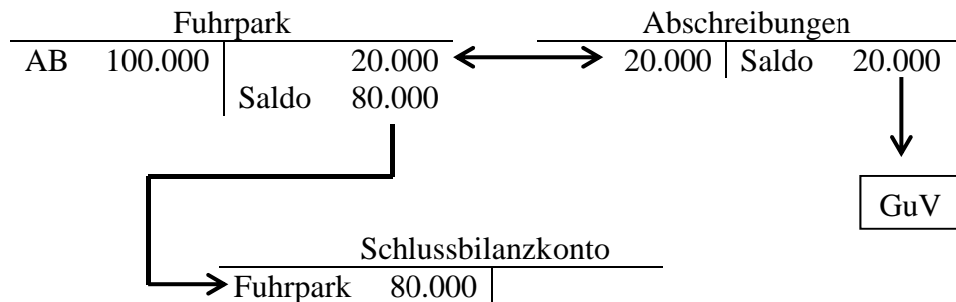 Fuhrpark
Abschreibungen
AB 100.000 20.000
20.000 Saldo 20.000
Saldo 80.000
GuV
Schlussbilanzkonto
Fuhrpark 80.000